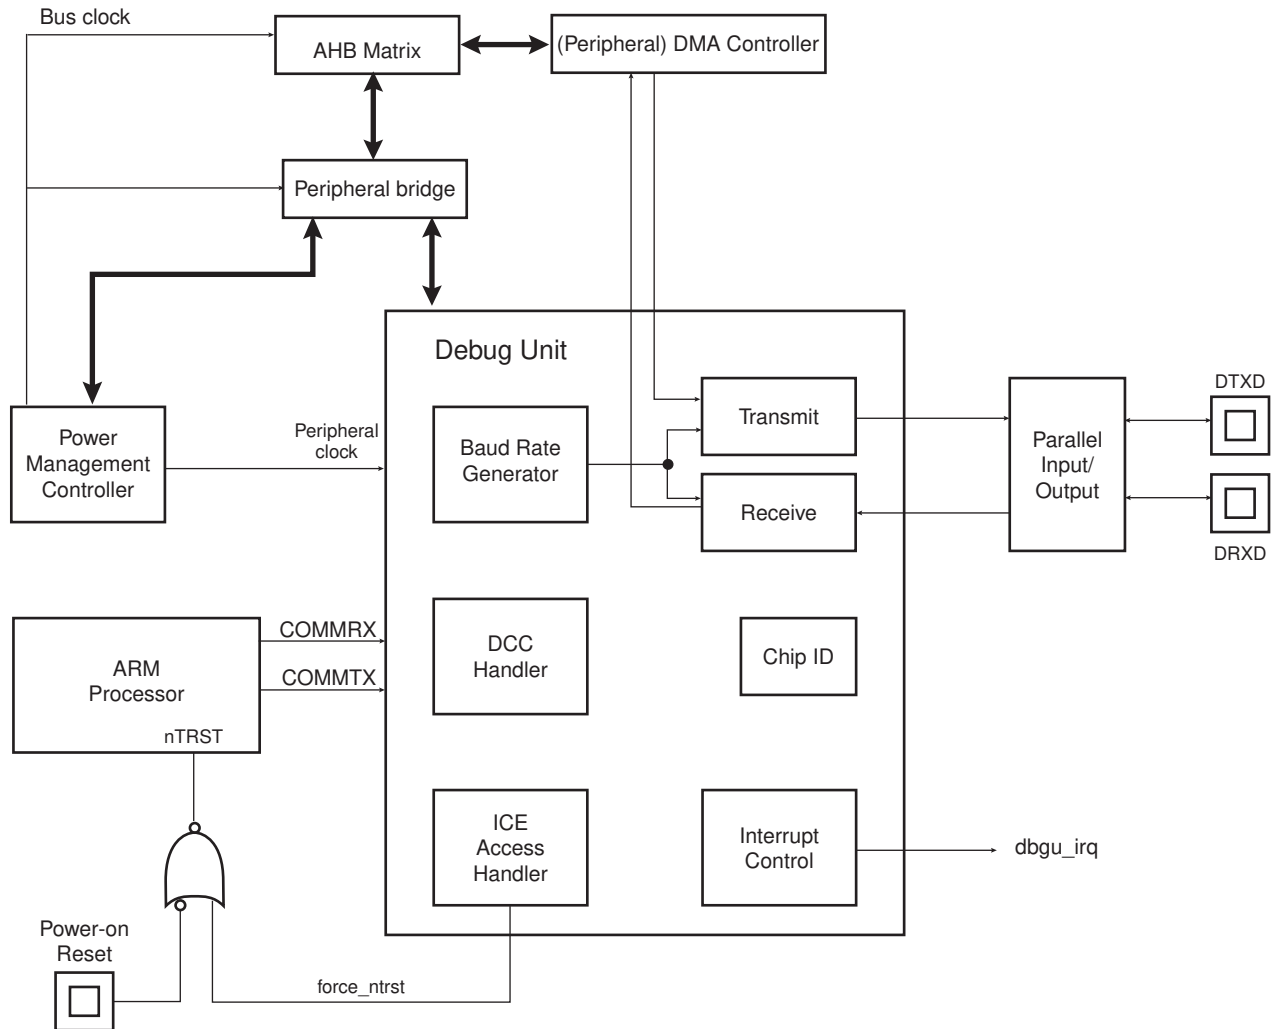 Bus clock
AHB Matrix
(Peripheral) DMA Controller
Peripheral bridge
Debug Unit
Power
Management
Controller
Peripheral
clock
Baud Rate
Generator
Transmit
Receive
Parallel
Input/
Output
DTXD
DRXD
ARM
Processor
nTRST
COMMRX
COMMTX
DCC
Handler
Chip ID
ICE
Access
Handler
Interrupt
Control
dbgu_irq
Power-on
Reset
force_ntrst